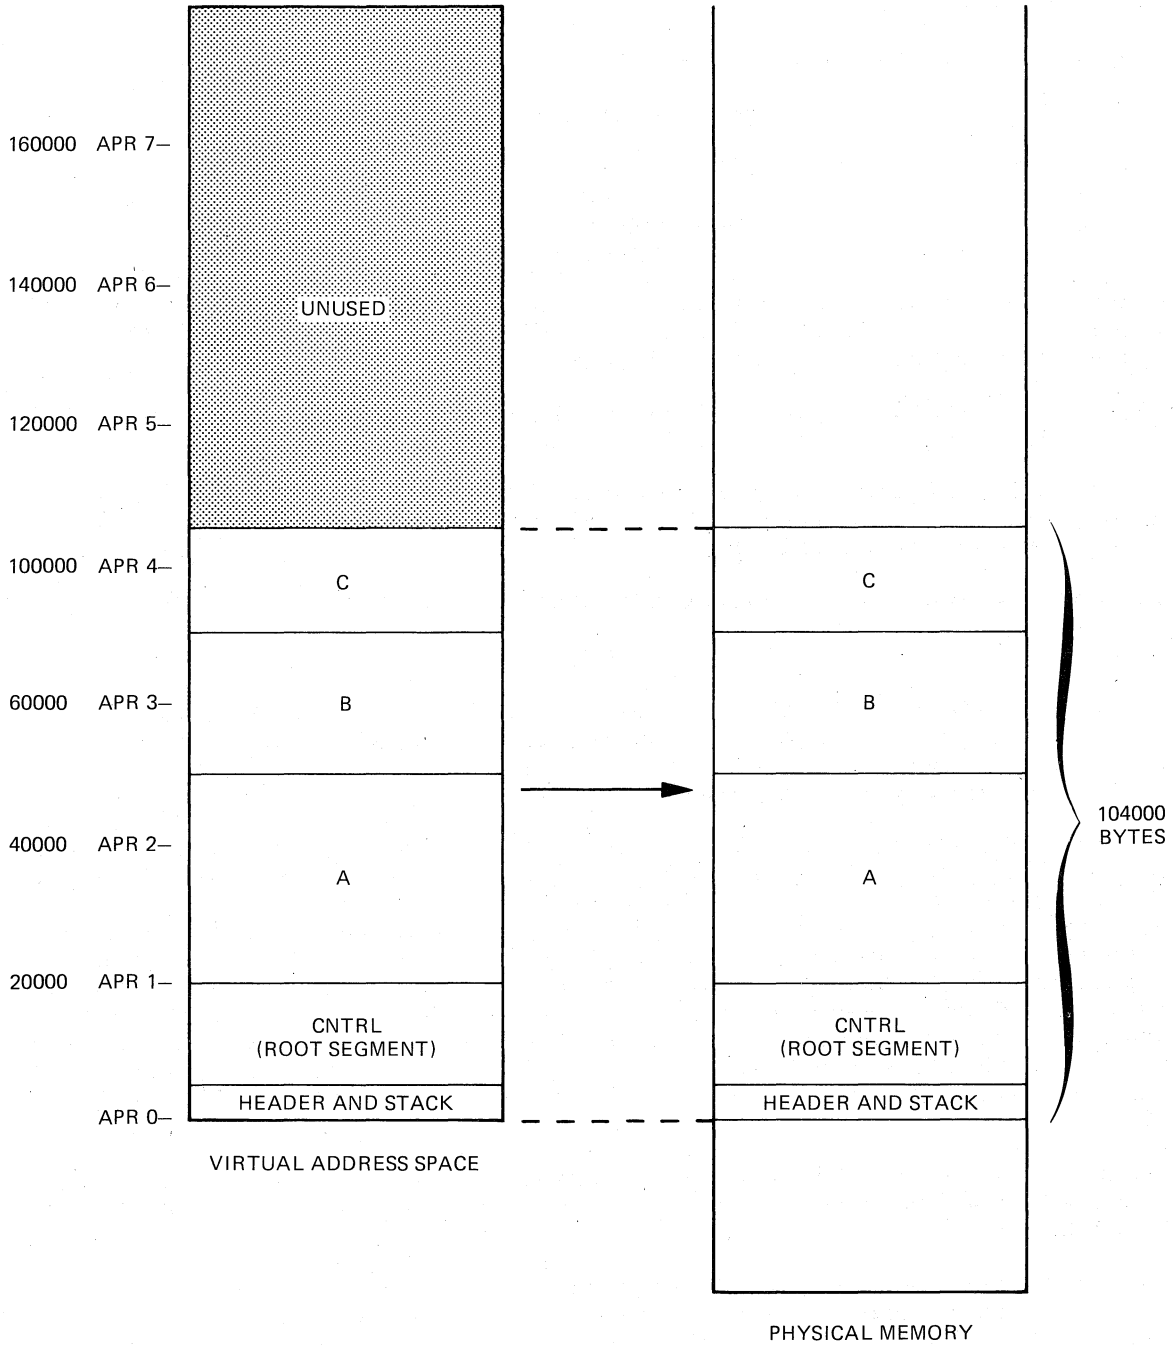 160000 APR 7
140000 APR 6
UNUSED
120000 APR 5
100000 APR 4
C
C
60000 APR 3
B
B
104000
BYTES
40000 APR 2
A
A
20000 APR 1
CNTRL
(ROOT SEGMENT)
CNTRL
(ROOT SEGMENT)
HEADER AND STACK
HEADER AND STACK
APR 0
VIRTUAL ADDRESS SPACE
PHYSICAL MEMORY